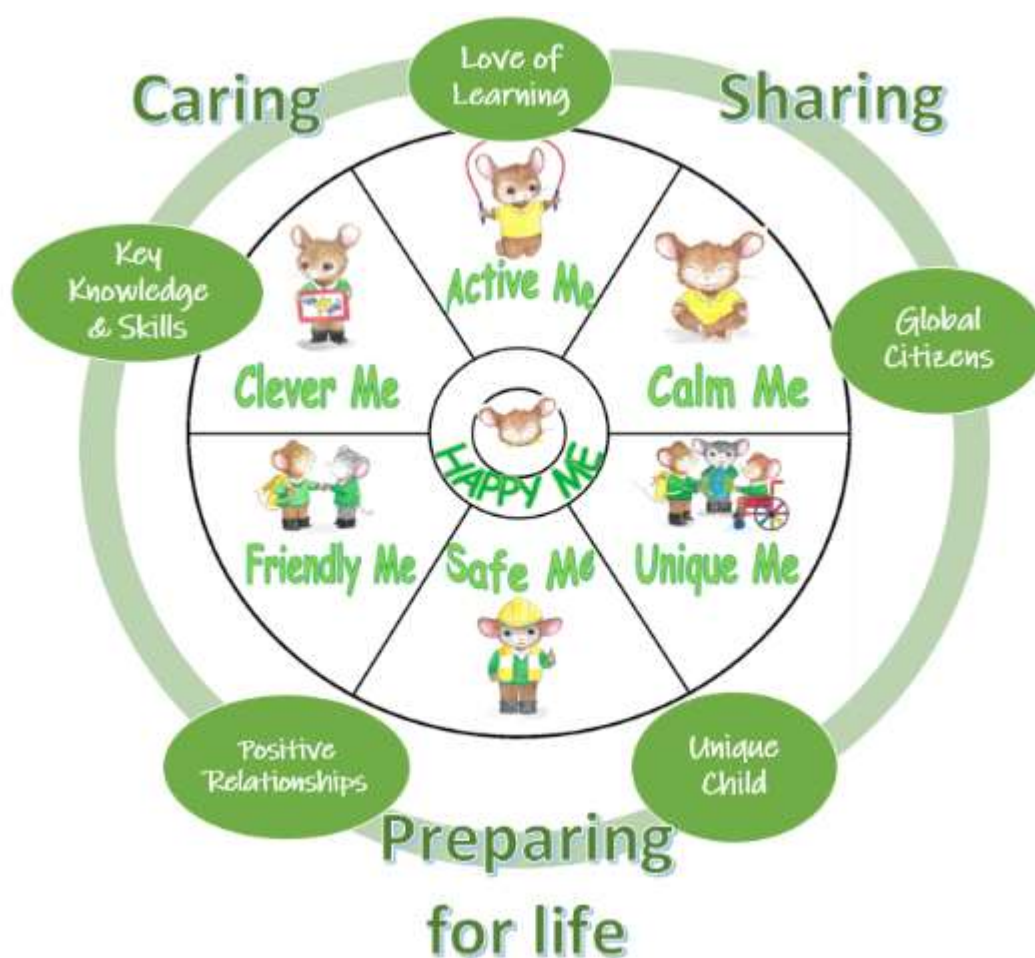 Love of
Learning
Caring
Sharing
Key
Knowledge
& Skills
Global
Citizens
Active Me
Clever Me
Calm Me
HAPPY ME
Friendly Me
Safe Me
Unique Me
Positive
Relationships
Unique
Child
Preparing
for life